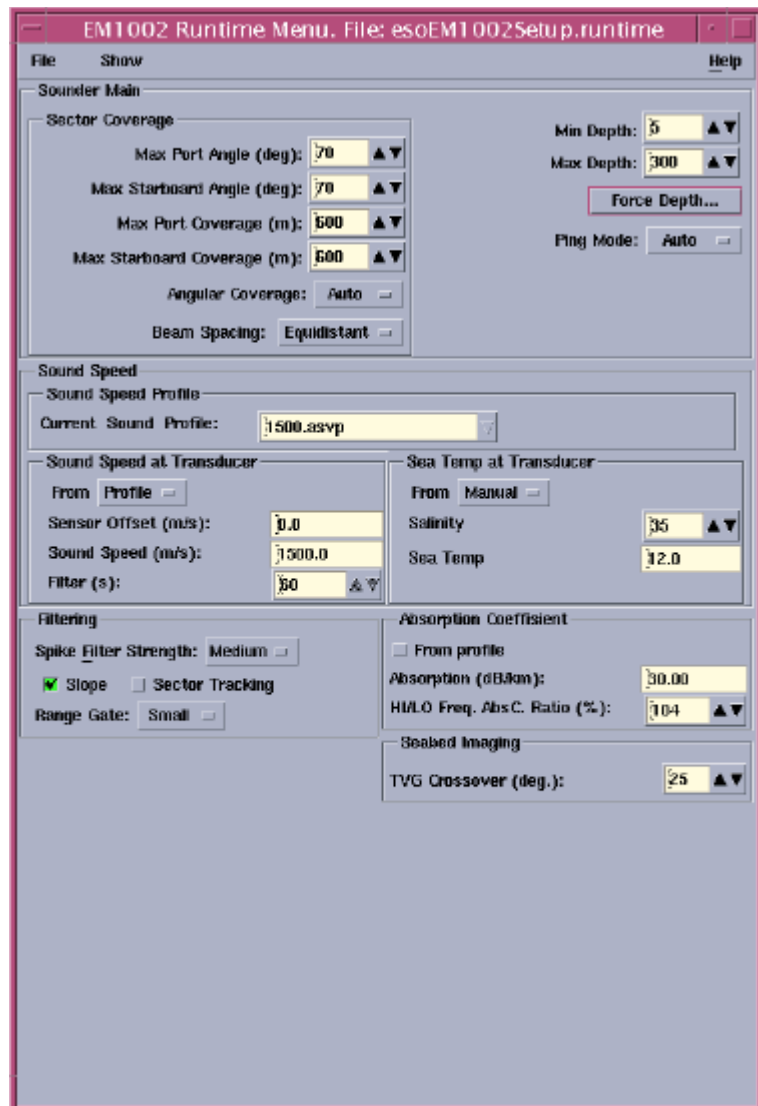 EM1002 Runtime Menu. File: esoEM1002Setup.runtime
File Show Help
Sounder Main
Sector Coverage
Max Port Angle (deg): 70
Max Starboard Angle (deg): 70
Max Port Coverage (m): 600
Max Starboard Coverage (m): 600
Angular Coverage: Auto
Beam Spacing: Equidistant
Min Depth: 5
Max Depth: 300
Force Depth...
Ping Mode: Auto
Sound Speed
Sound Speed Profile
Current Sound Profile: 1500.asvp
Sound Speed at Transducer
From Profile
Sensor Offset (m/s): 0.0
Sound Speed (m/s): 1500.0
Filter (s): 60
Sea Temp at Transducer
From Manual
Salinity 35
Sea Temp 12.0
Filtering
Spike Filter Strength: Medium
Slope Sector Tracking
Range Gate: Small
Absorption Coeffisient
From profile
Absorption (dB/km): 30.00
HI/LO Freq. AbsC. Ratio (%): 104
Seabed Imaging
TVG Crossover (deg.): 25